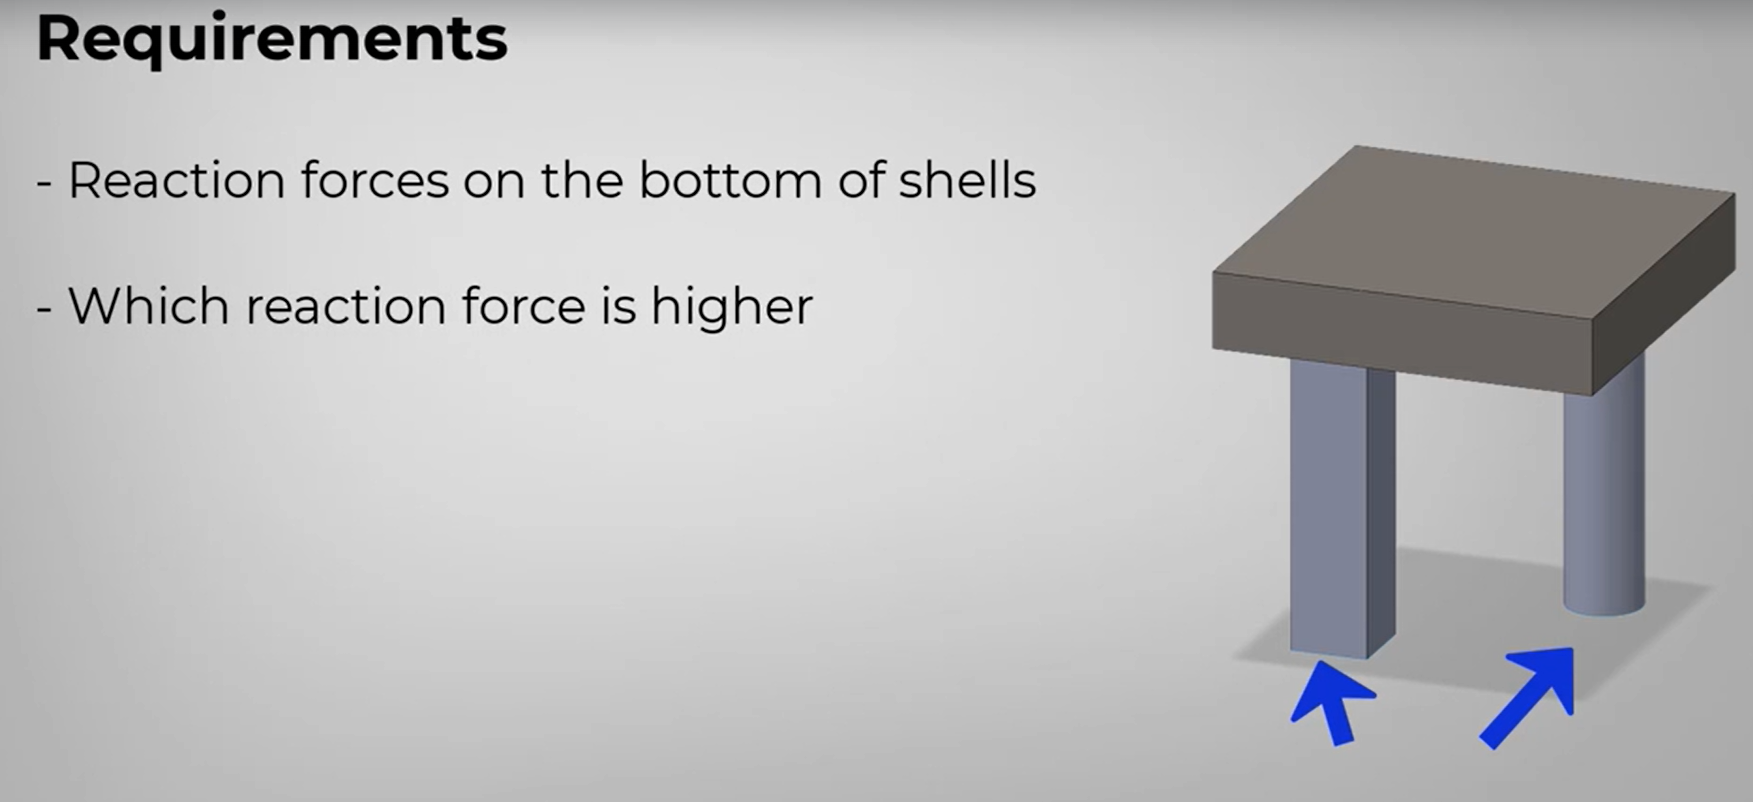 Requirements
- Reaction forces on the bottom of shells
- Which reaction force is higher